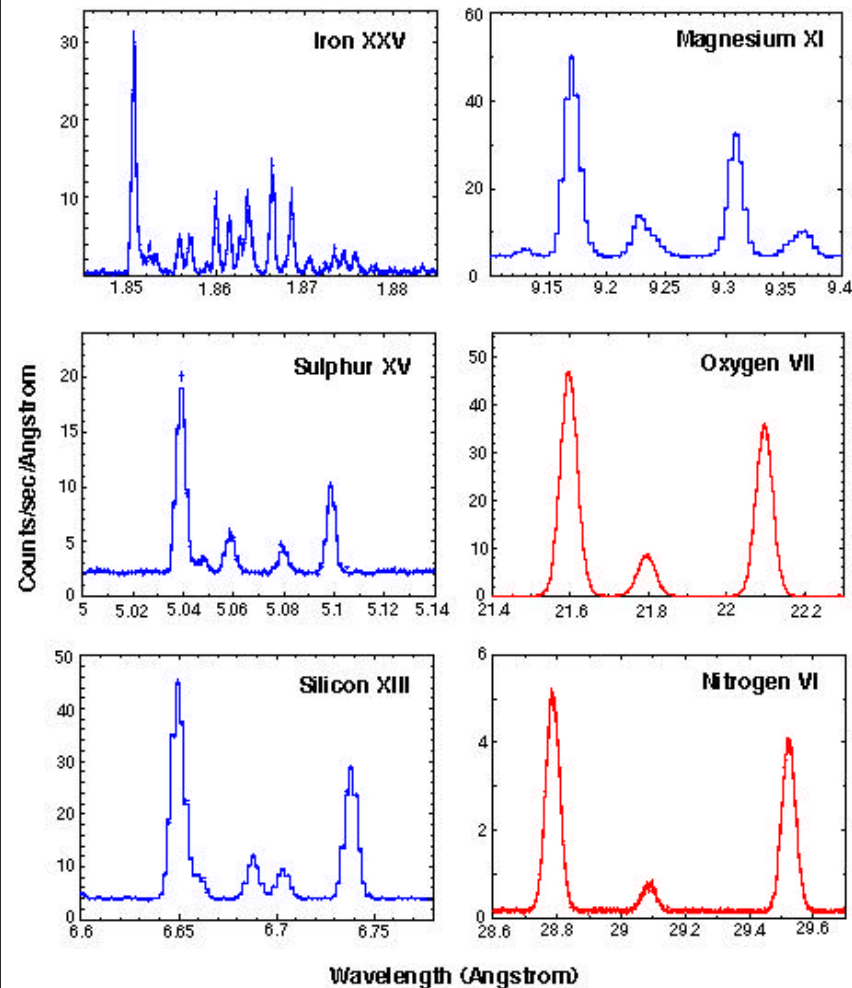 Iron XXV
30
20
10
1.85 1.86 1.87 1.88
Magnesium XI
60
40
20
0
9.15 9.2 9.25 9.3 9.35 9.4
Sulphur XV
20
15
10
5
0
5 5.02 5.04 5.06 5.08 5.1 5.12 5.14
Oxygen VII
50
40
30
20
10
0
21.4 21.6 21.8 22 22.2
Silicon XIII
50
40
30
20
10
0
6.6 6.65 6.7 6.75
Nitrogen VI
6
4
2
0
28.6 28.8 29 29.2 29.4 29.6
Counts/sec/Angstrom
Wavelength (Angstrom)